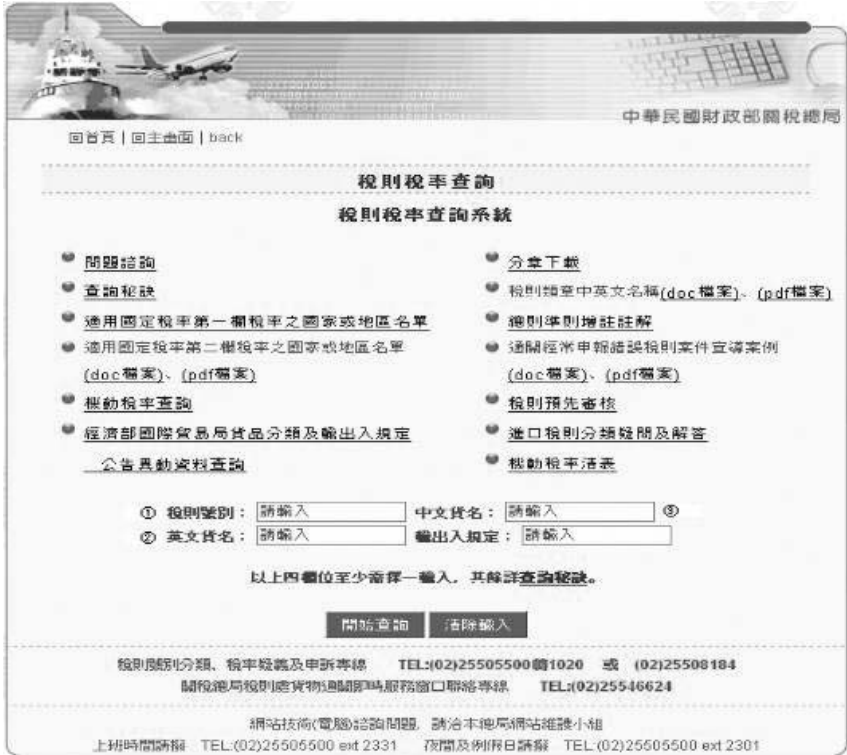 中華民國財政部關稅總局
回首頁 | 回主畫面 | back
稅則稅率查詢
稅則稅率查詢系統
問題諮詢
查詢秘訣
適用國定稅率第一欄稅率之國家或地區名單
適用國定稅率第二欄稅率之國家或地區名單
(doc檔案)、(pdf檔案)
機動稅率查詢
經濟部國際貿易局貨品分類及輸出入規定
公告異動資料查詢
分章下載
稅則類章中英文名稱(doc檔案)、(pdf檔案)
總則準則增註註解
通關經常申報錯誤稅則案件宣導案例
(doc檔案)、(pdf檔案)
稅則預先審核
進口稅則分類疑問及解答
機動稅率清表
① 稅則號別： 請輸入 中文貨名： 請輸入 ③
② 英文貨名： 請輸入 輸出入規定： 請輸入
以上四欄位至少需擇一輸入，其餘詳查詢秘訣。
開始查詢 清除輸入
稅則號別分類、稅率疑義及申訴專線 TEL:(02)25505500轉1020 或 (02)25508184
關稅總局稅則處貨物通關即時服務窗口聯絡專線 TEL:(02)25546624
網站技術(電腦)諮詢問題，請洽本總局網站維護小組
上班時間請撥 TEL:(02)25505500 ext 2331 夜間及例假日請撥 TEL:(02)25505500 ext 2301